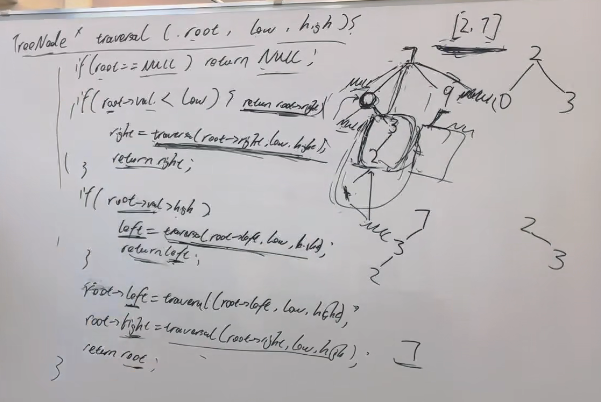 TreeNode* traversal (root, low, high){
if(root==NULL) return NULL;
if(root->val < low) { return root->right;
right=traversal(root->right, low, high);
return right;
}
if(root->val>high)
left=traversal(root->left, low, high);
return left;
}
root->left=traversal(root->left, low, high);
root->right=traversal(root->right, low, high);
return root;
}
[2,7]
7
9
NULL
3
2
NULL
7
3
2
2
0
3
2
3